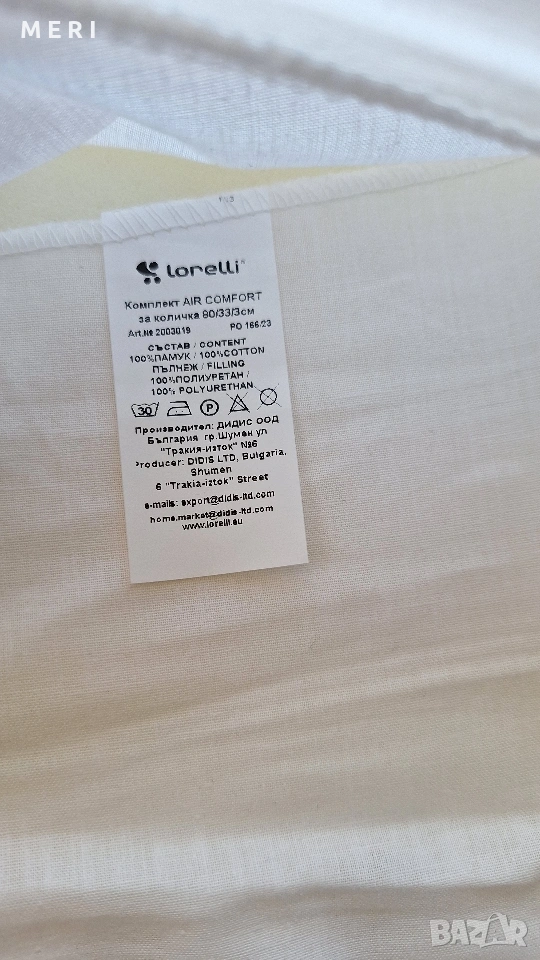 MERI
lorelli®
Комплект AIR COMFORT
за количка 80/33/3см
Art.№ 2003019 PO 166/23
СЪСТАВ / CONTENT
100%ПАМУК / 100%COTTON
ПЪЛНЕЖ / FILLING
100%ПОЛИУРЕТАН /
100% POLYURETHAN
30 P
Производител: ДИДИС ООД
България гр.Шумен ул
"Тракия-изток" №6
Producer: DIDIS LTD, Bulgaria,
Shumen
6 "Trakia-iztok" Street
e-mails: export@didis-ltd.com
home.market@didis-ltd.com
www.lorelli.eu
BAZAR